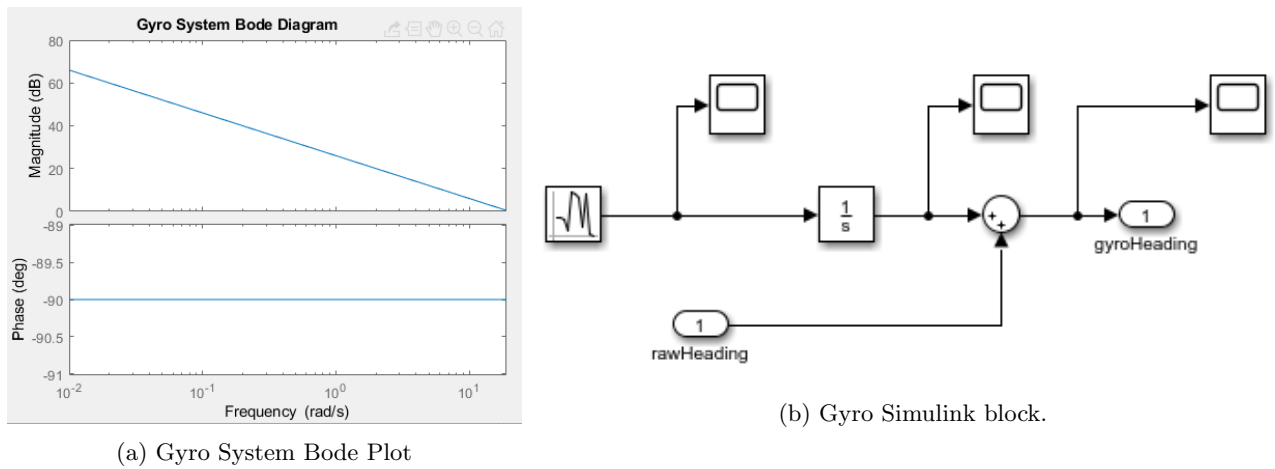 Gyro System Bode Diagram
Magnitude (dB)
80
60
40
20
0
Phase (deg)
-89
-89.5
-90
-90.5
-91
10^-2
10^-1
10^0
10^1
Frequency (rad/s)
(a) Gyro System Bode Plot
1
s
+
+
1
gyroHeading
1
rawHeading
(b) Gyro Simulink block.